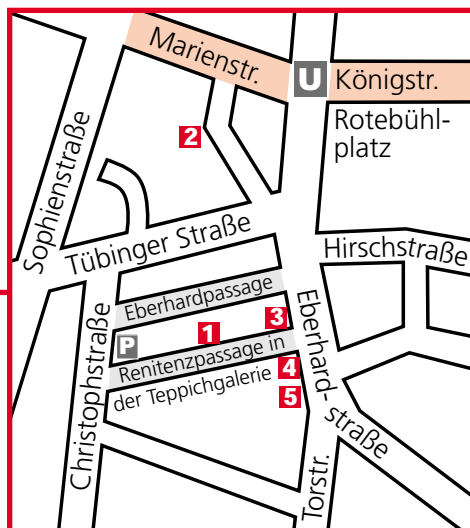 Marienstr.
U
Königstr.
Rotebühl-
platz
2
Sophienstraße
Tübinger Straße
Hirschstraße
Eberhardpassage
3
1
P
Renitenzpassage in
der Teppichgalerie
4
5
Eberhard-straße
Christophstraße
Torstr.